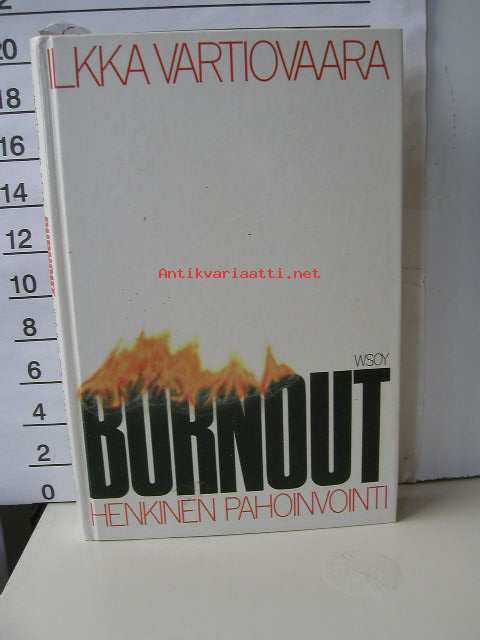 ILKKA VARTIOVAARA
Antikvariaatti.net
WSOY
BURNOUT
HENKINEN PAHOINVOINTI
20
18
16
14
12
10
8
6
4
2
0